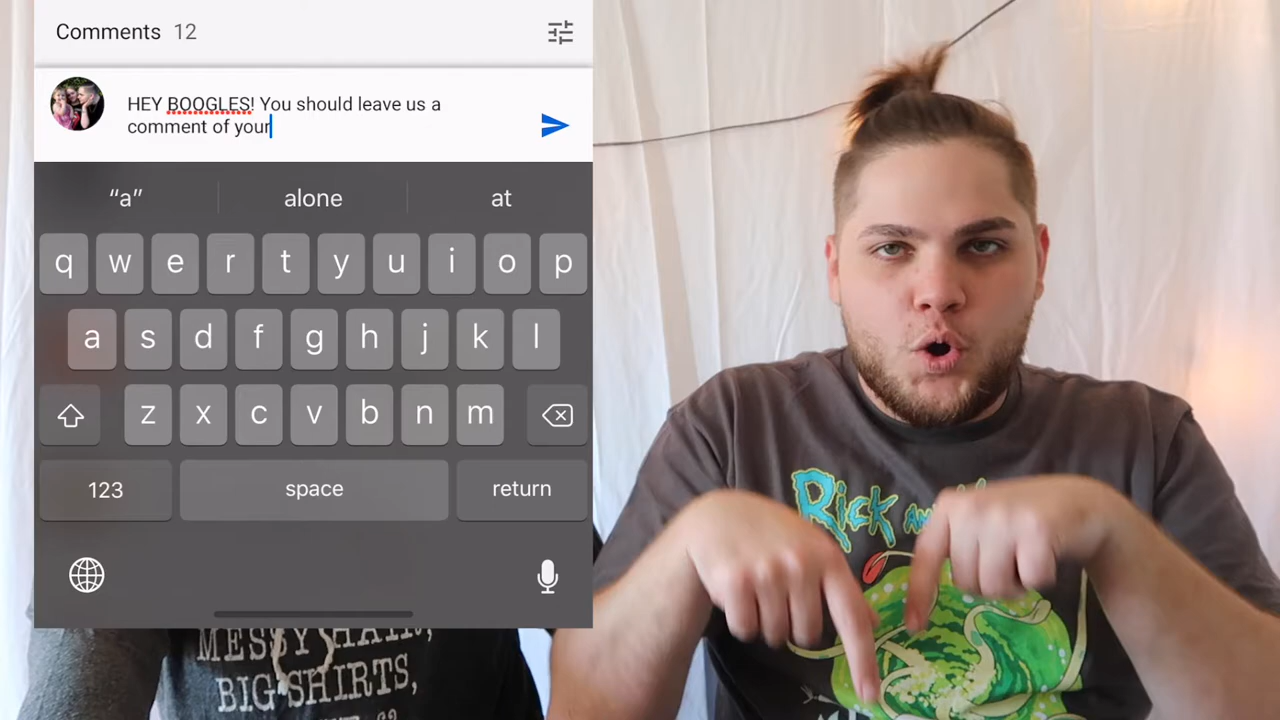 Comments 12
HEY BOOGLES! You should leave us a
comment of your
“a” alone at
q w e r t y u i o p
a s d f g h j k l
z x c v b n m
123 space return
RICK
MESSY HAIR,
BIG SHIRTS,